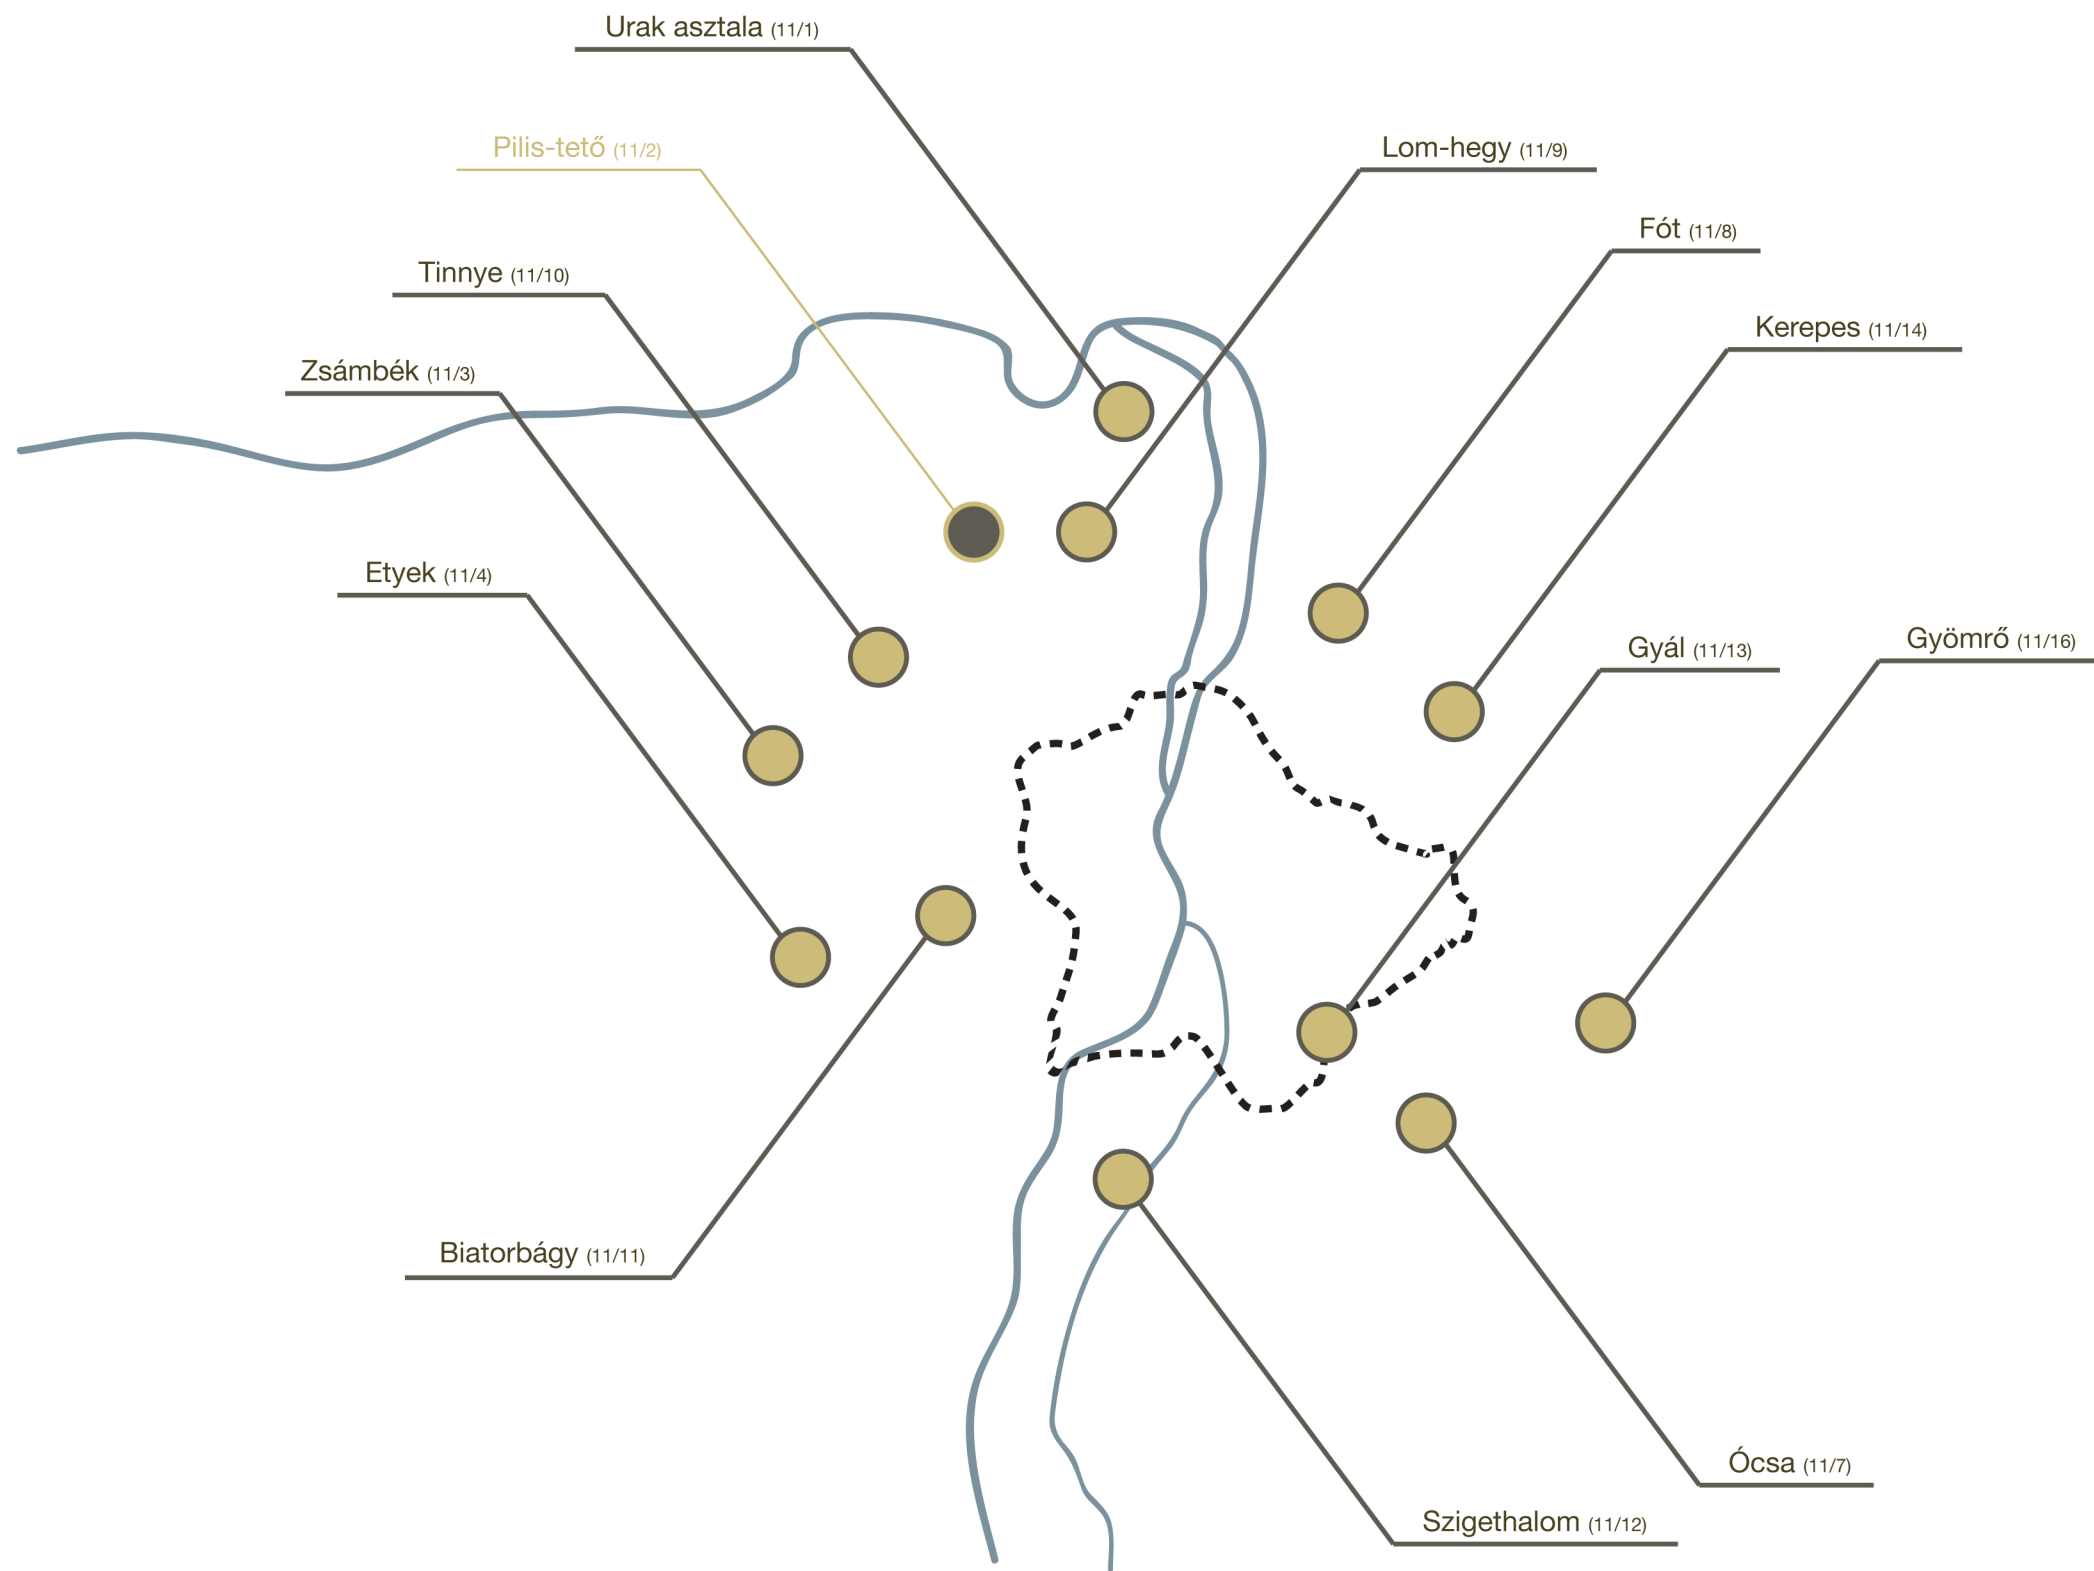 Urak asztala (11/1)
Pilis-tető (11/2)
Lom-hegy (11/9)
Fót (11/8)
Tinnye (11/10)
Kerepes (11/14)
Zsámbék (11/3)
Etyek (11/4)
Gyál (11/13)
Gyömrő (11/16)
Biatorbágy (11/11)
Ócsa (11/7)
Szigethalom (11/12)